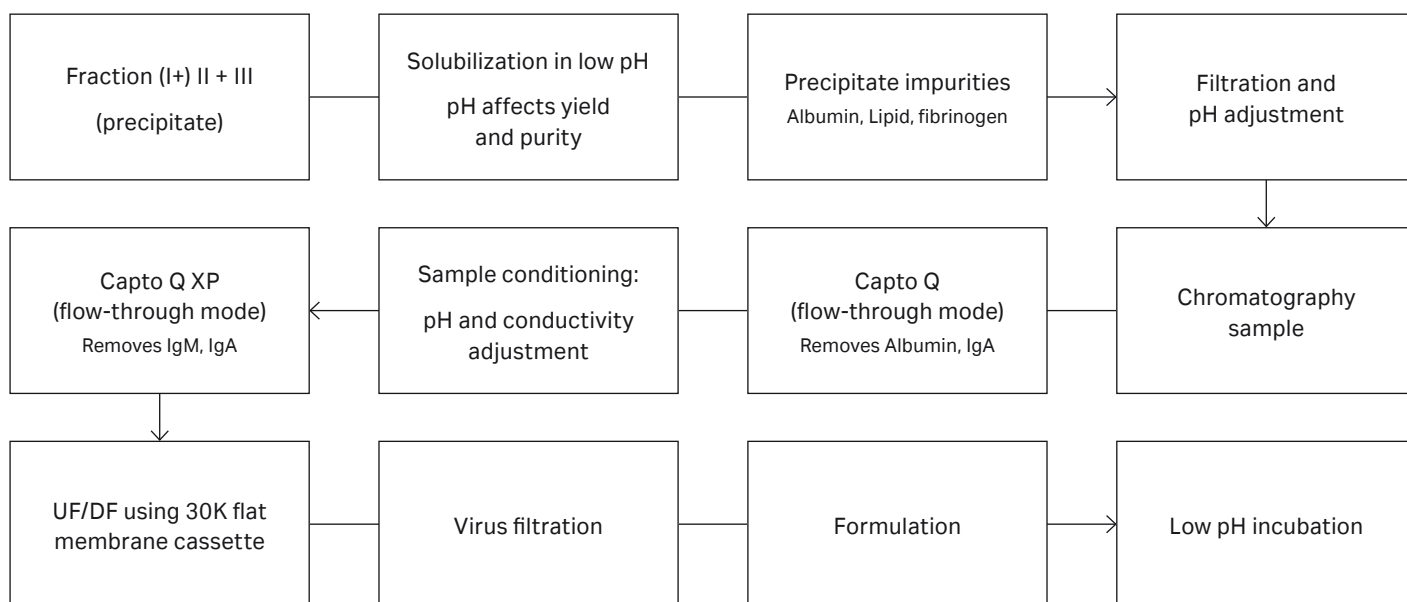 Fraction (I+) II + III
(precipitate)
Solubilization in low pH
pH affects yield
and purity
Precipitate impurities
Albumin, Lipid, fibrinogen
Filtration and
pH adjustment
Capto Q XP
(flow-through mode)
Removes IgM, IgA
Sample conditioning:
pH and conductivity
adjustment
Capto Q
(flow-through mode)
Removes Albumin, IgA
Chromatography
sample
UF/DF using 30K flat
membrane cassette
Virus filtration
Formulation
Low pH incubation